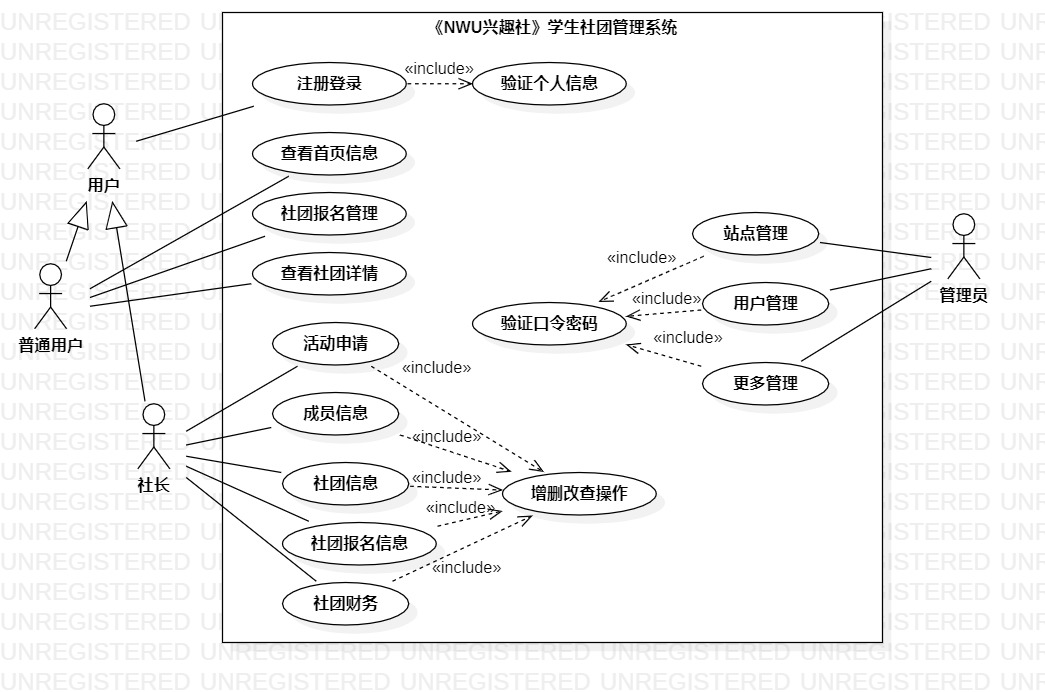 《NWU兴趣社》学生社团管理系统
注册登录
«include»
验证个人信息
用户
查看首页信息
社团报名管理
查看社团详情
普通用户
站点管理
«include»
用户管理
«include»
验证口令密码
«include»
更多管理
管理员
活动申请
«include»
成员信息
«include»
社团信息
«include»
社长
增删改查操作
«include»
社团报名信息
«include»
社团财务
UNREGISTERED